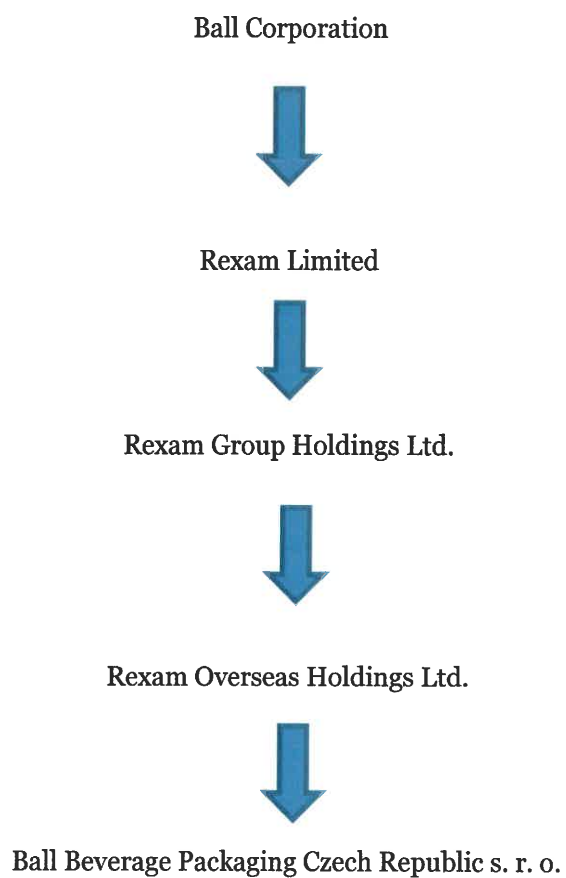 Ball Corporation
Rexam Limited
Rexam Group Holdings Ltd.
Rexam Overseas Holdings Ltd.
Ball Beverage Packaging Czech Republic s. r. o.